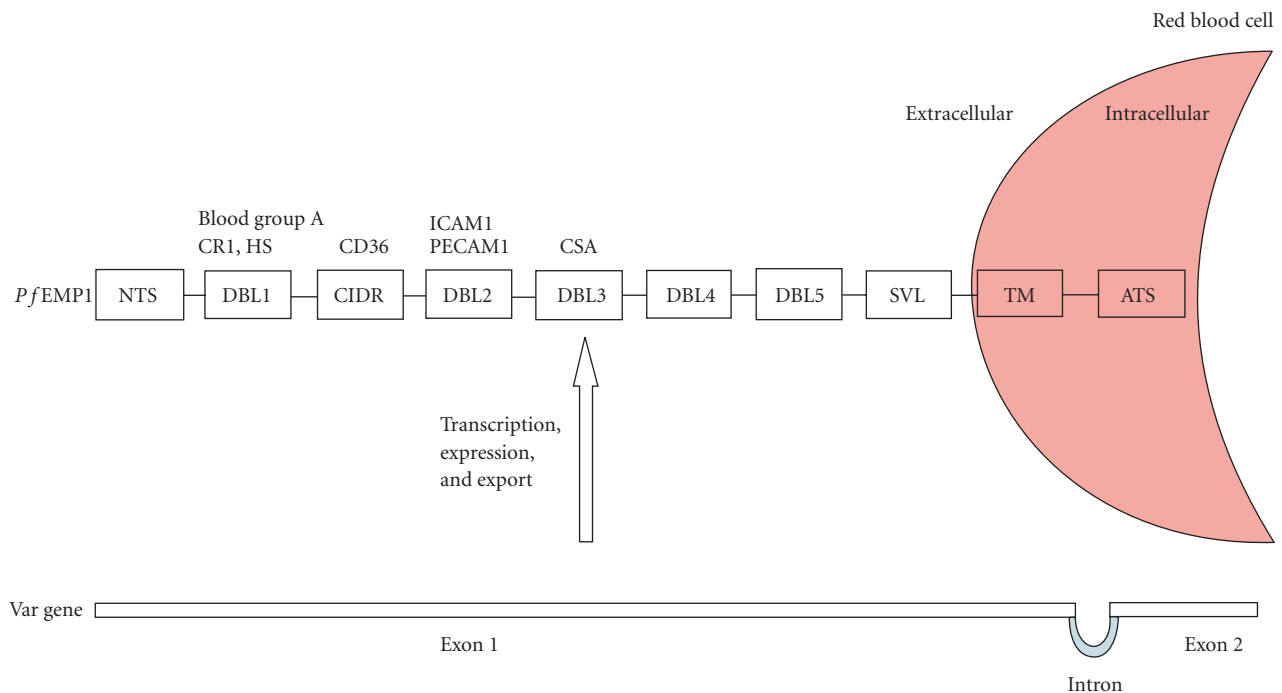 Red blood cell
Extracellular
Intracellular
Blood group A
CR1, HS
CD36
ICAM1
PECAM1
CSA
PfEMP1 NTS DBL1 CIDR DBL2 DBL3 DBL4 DBL5 SVL TM ATS
Transcription,
expression,
and export
Var gene
Exon 1
Exon 2
Intron